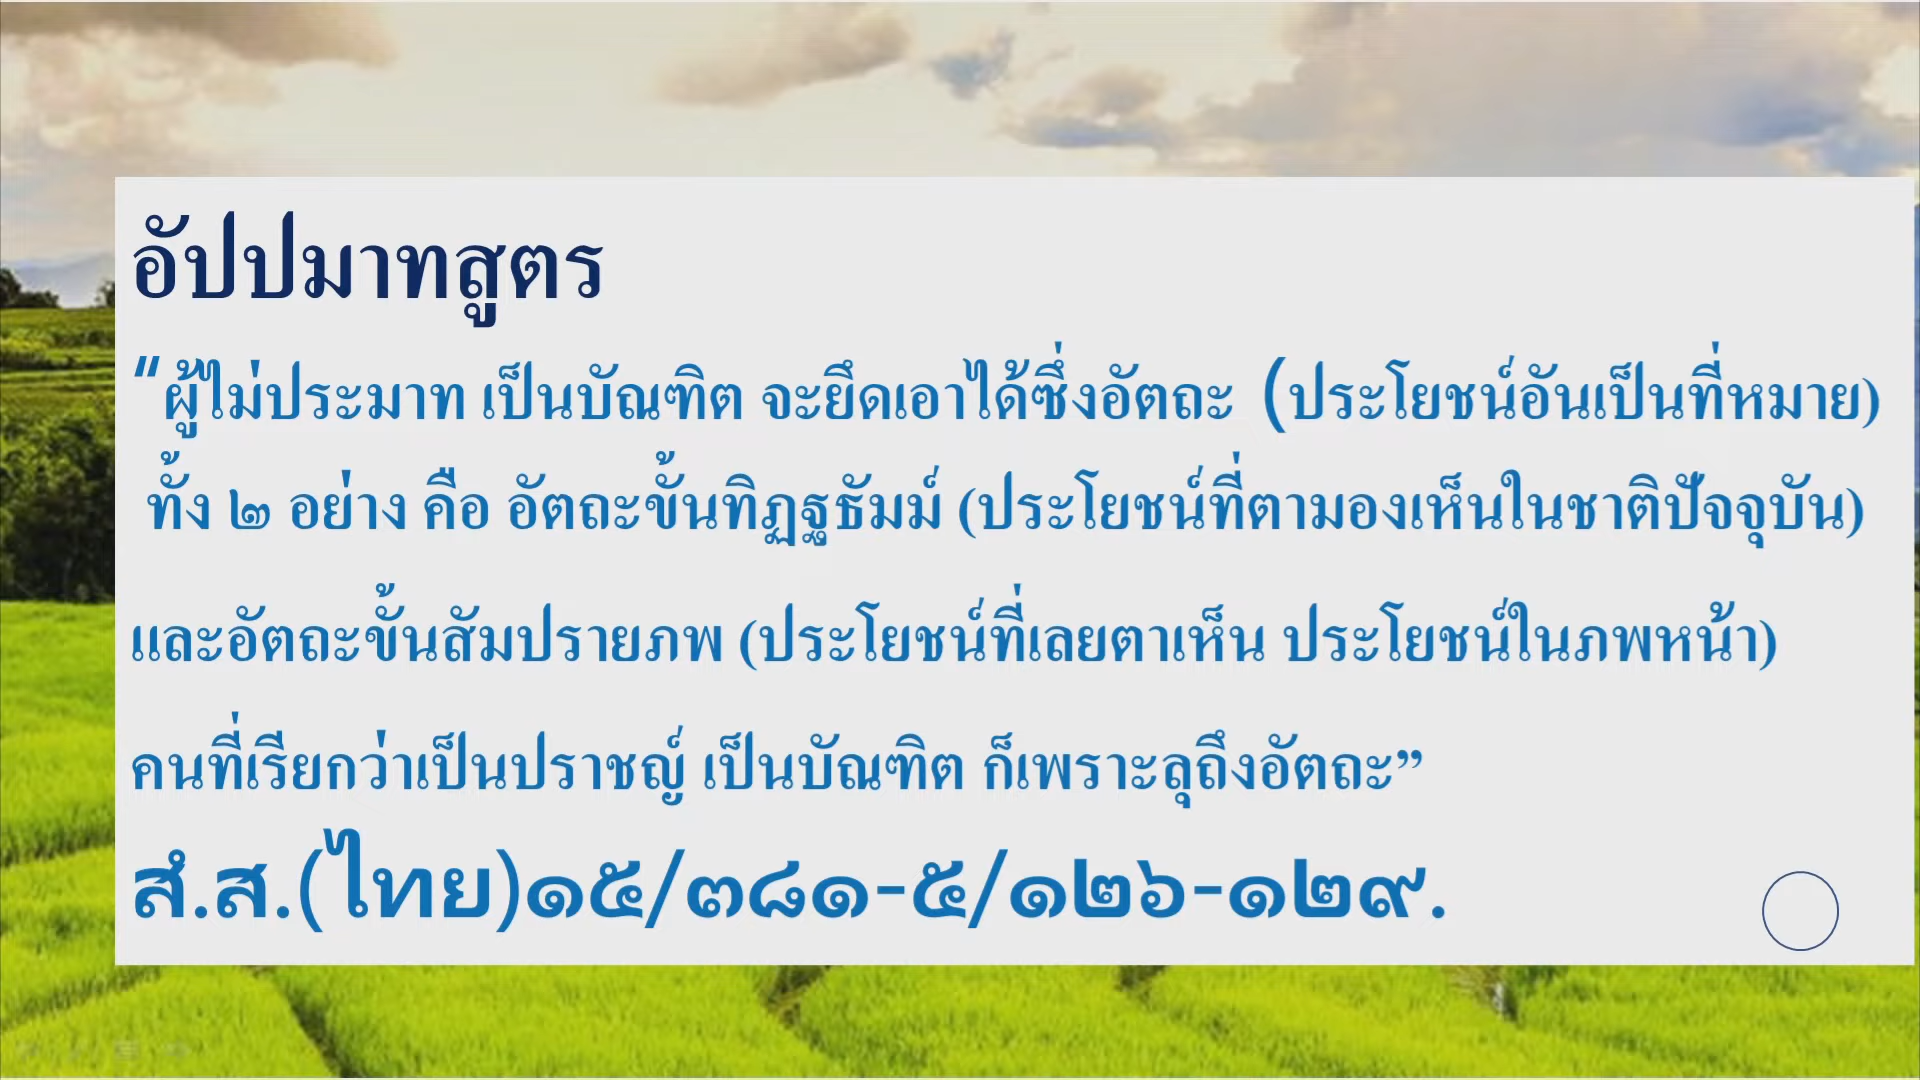 อัปปมาทสูตร
“ผู้ไม่ประมาท เป็นบัณฑิต จะยึดเอาได้ซึ่งอัตถะ (ประโยชน์อันเป็นที่หมาย)
ทั้ง ๒ อย่าง คือ อัตถะขั้นทิฏฐธัมม์ (ประโยชน์ที่ตามองเห็นในชาติปัจจุบัน)
และอัตถะขั้นสัมปรายภพ (ประโยชน์ที่เลยตาเห็น ประโยชน์ในภพหน้า)
คนที่เรียกว่าเป็นปราชญ์ เป็นบัณฑิต ก็เพราะลุถึงอัตถะ”
สํ.ส.(ไทย)๑๕/๓๘๑-๕/๑๒๖-๑๒๙.